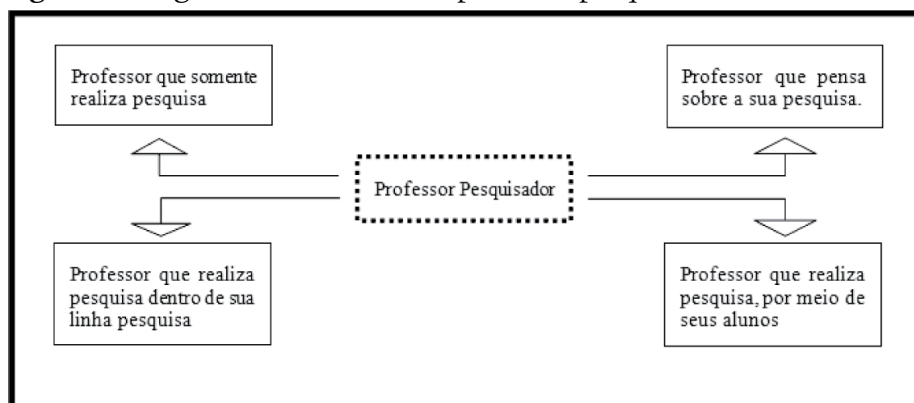 Professor que somente
realiza pesquisa
Professor que pensa
sobre a sua pesquisa.
Professor Pesquisador
Professor que realiza
pesquisa dentro de sua
linha pesquisa
Professor que realiza
pesquisa, por meio de
seus alunos